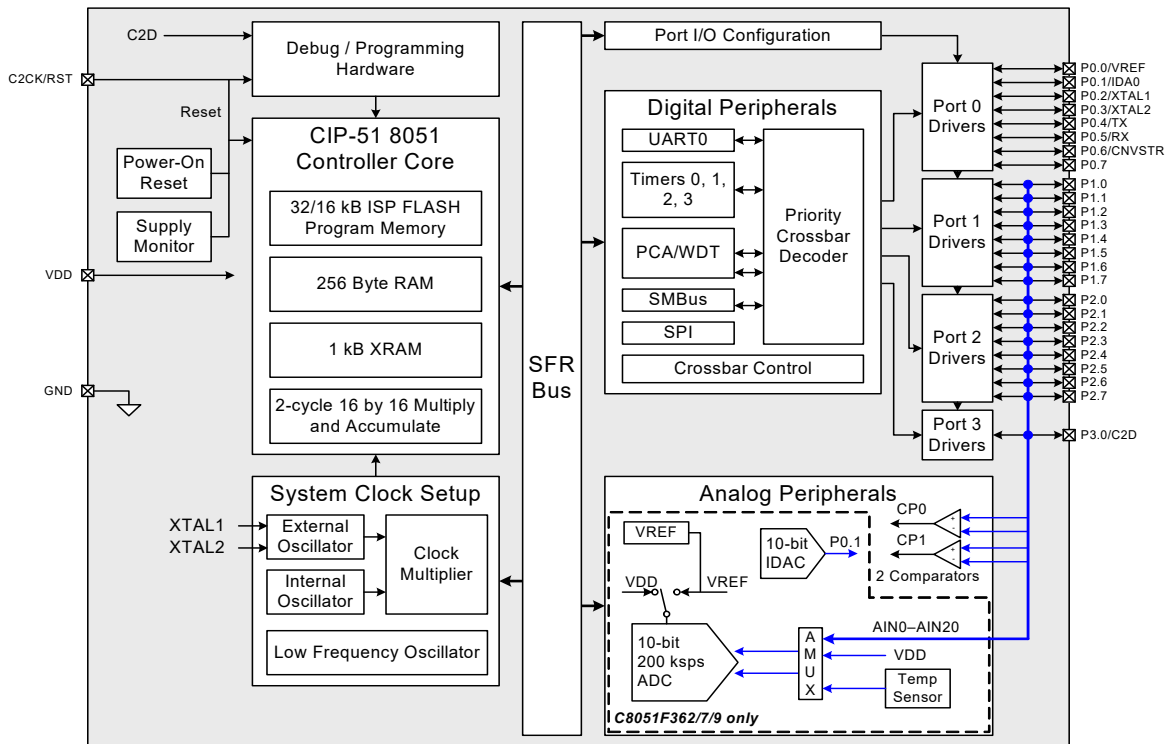 C2D
C2CK/RST
Reset
Power-On
Reset
Supply
Monitor
VDD
GND
Debug / Programming
Hardware
CIP-51 8051
Controller Core
32/16 kB ISP FLASH
Program Memory
256 Byte RAM
1 kB XRAM
2-cycle 16 by 16 Multiply
and Accumulate
System Clock Setup
XTAL1
XTAL2
External
Oscillator
Internal
Oscillator
Clock
Multiplier
Low Frequency Oscillator
SFR
Bus
Port I/O Configuration
Digital Peripherals
UART0
Timers 0, 1,
2, 3
PCA/WDT
SMBus
SPI
Priority
Crossbar
Decoder
Crossbar Control
Port 0
Drivers
Port 1
Drivers
Port 2
Drivers
Port 3
Drivers
P0.0/VREF
P0.1/IDA0
P0.2/XTAL1
P0.3/XTAL2
P0.4/TX
P0.5/RX
P0.6/CNVSTR
P0.7
P1.0
P1.1
P1.2
P1.3
P1.4
P1.5
P1.6
P1.7
P2.0
P2.1
P2.2
P2.3
P2.4
P2.5
P2.6
P2.7
P3.0/C2D
Analog Peripherals
VREF
VDD
VREF
10-bit
IDAC
P0.1
CP0
+
-
CP1
+
-
2 Comparators
10-bit
200 ksps
ADC
A
M
U
X
AIN0–AIN20
VDD
Temp
Sensor
C8051F362/7/9 only